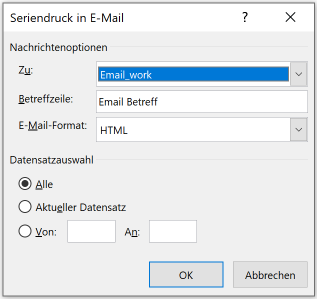 Seriendruck in E-Mail ? ×
Nachrichtenoptionen
Zu: Email_work
Betreffzeile: Email Betreff
E-Mail-Format: HTML
Datensatzauswahl
Alle
Aktueller Datensatz
Von: An:
OK Abbrechen